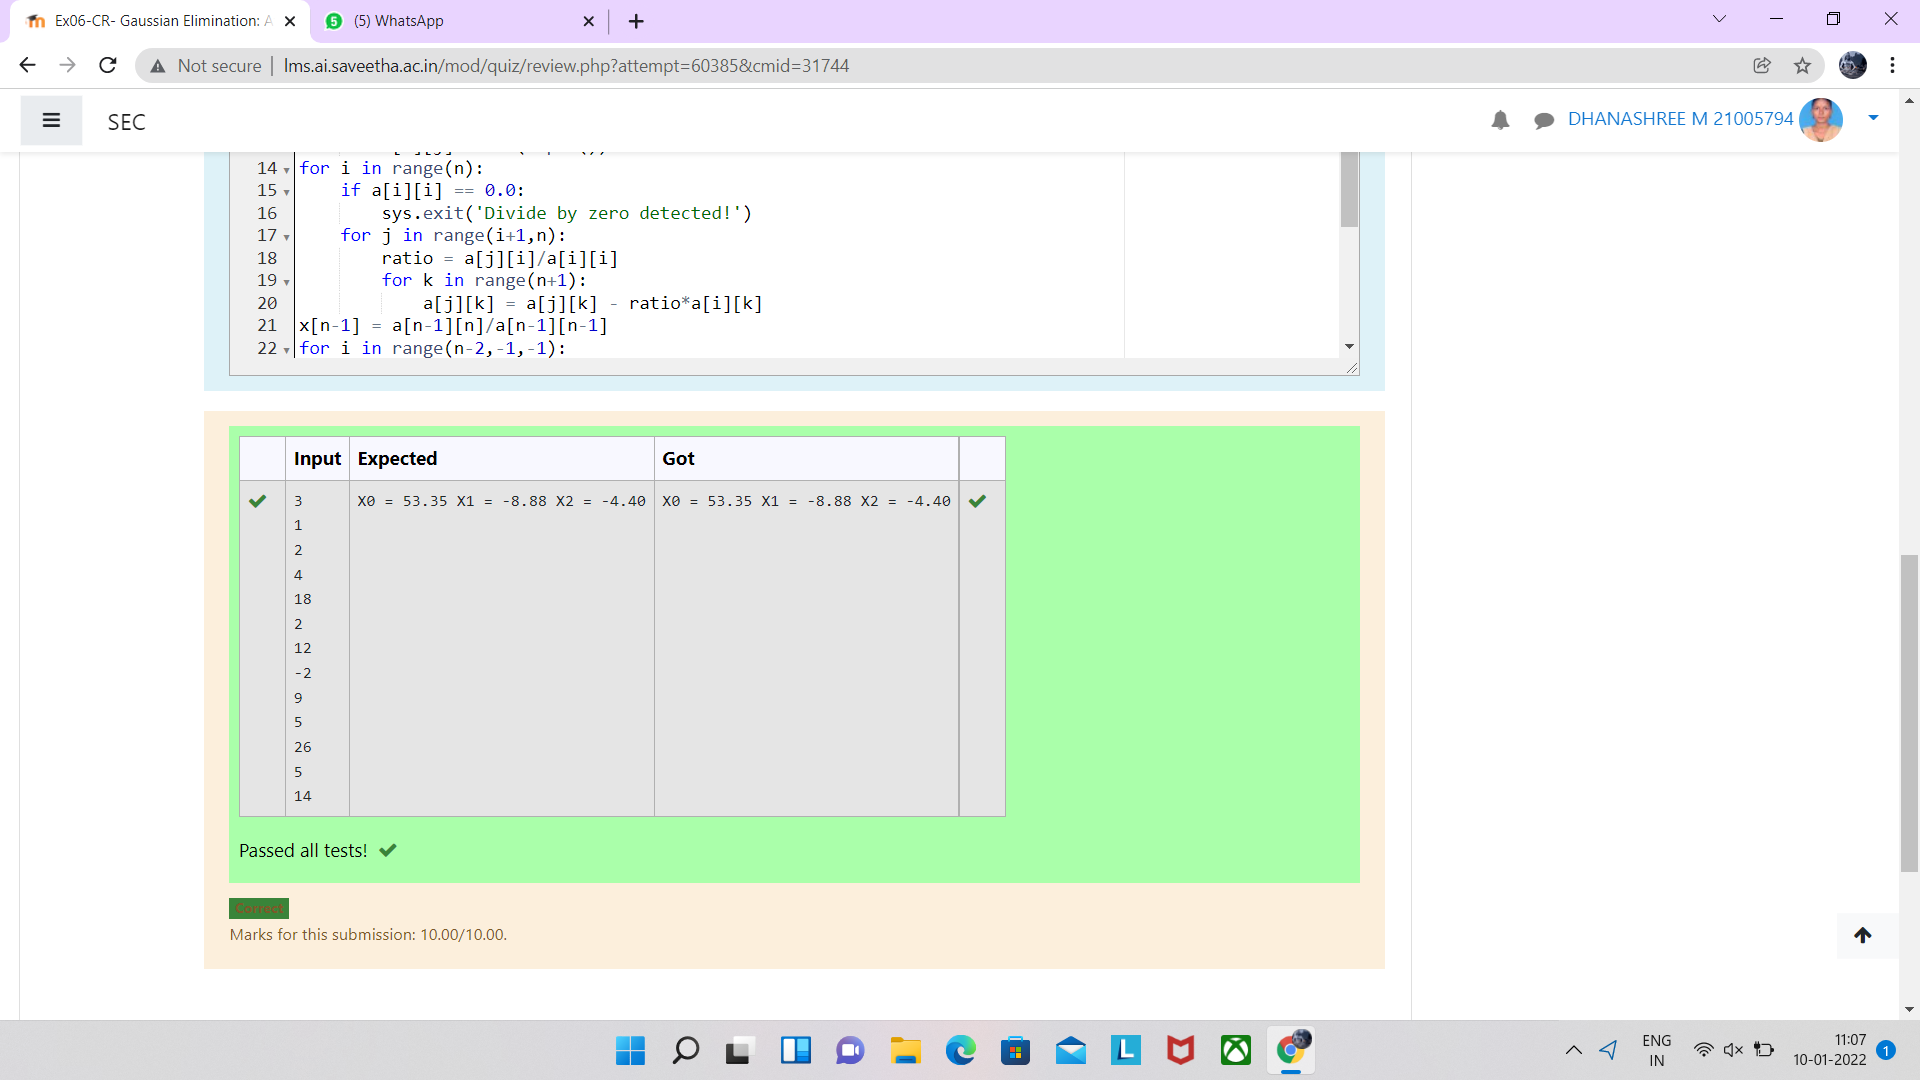 Ex06-CR- Gaussian Elimination: A
(5) WhatsApp
Not secure
lms.ai.saveetha.ac.in/mod/quiz/review.php?attempt=60385&cmid=31744
SEC
DHANASHREE M 21005794
14 for i in range(n):
15 if a[i][i] == 0.0:
16 sys.exit('Divide by zero detected!')
17 for j in range(i+1,n):
18 ratio = a[j][i]/a[i][i]
19 for k in range(n+1):
20 a[j][k] = a[j][k] - ratio*a[i][k]
21 x[n-1] = a[n-1][n]/a[n-1][n-1]
22 for i in range(n-2,-1,-1):
Input Expected Got
3 X0 = 53.35 X1 = -8.88 X2 = -4.40 X0 = 53.35 X1 = -8.88 X2 = -4.40
1
2
4
18
2
12
-2
9
5
26
5
14
Passed all tests!
Correct
Marks for this submission: 10.00/10.00.
ENG
IN
11:07
10-01-2022
1